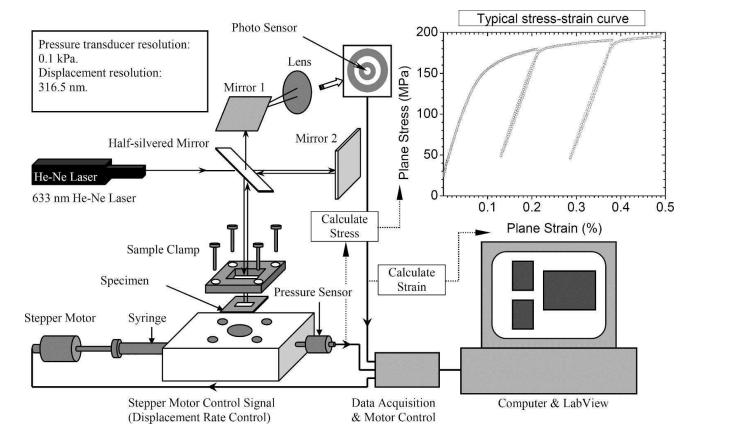 Typical stress-strain curve
Photo Sensor
Pressure transducer resolution:
0.1 kPa.
Displacement resolution:
316.5 nm.
Lens
Mirror 1
Half-silvered Mirror
Mirror 2
He-Ne Laser
633 nm He-Ne Laser
200
150
100
50
0
Plane Stress (MPa)
0.1
0.2
0.3
0.4
0.5
Plane Strain (%)
Calculate
Stress
Sample Clamp
Calculate
Strain
Specimen
Pressure Sensor
Stepper Motor
Syringe
Stepper Motor Control Signal
(Displacement Rate Control)
Data Acquisition
& Motor Control
Computer & LabView